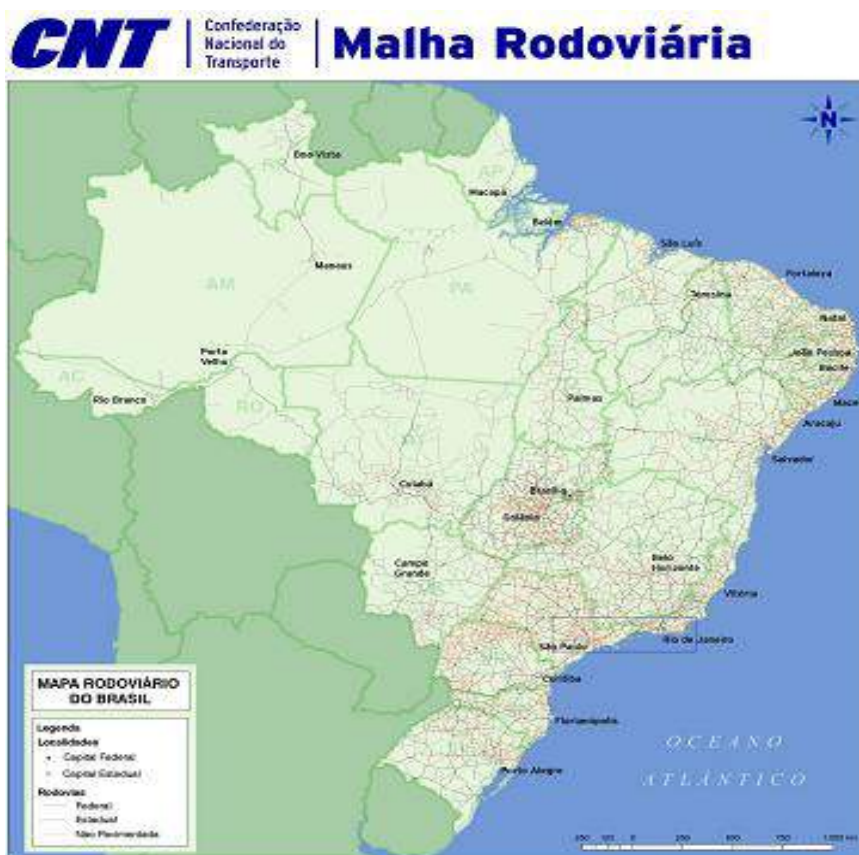 CNT
Confederação
Nacional do
Transporte
Malha Rodoviária
N
Boa Vista
AP
Macapá
Belém
São Luís
Manaus
Fortaleza
AM
PA
Teresina
Natal
Porto
Velho
João Pessoa
Recife
AC
Rio Branco
RO
Palmas
Aracaju
Salvador
Cuiabá
Brasília
Goiânia
Campo
Grande
Belo
Horizonte
Vitória
Rio de Janeiro
São Paulo
Curitiba
Florianópolis
Porto Alegre
MAPA RODOVIÁRIO
DO BRASIL
Legenda
Localidades
Capital Federal
Capital Estadual
Rodovias
Federal
Estadual
Não Pavimentada
OCEANO
ATLÂNTICO